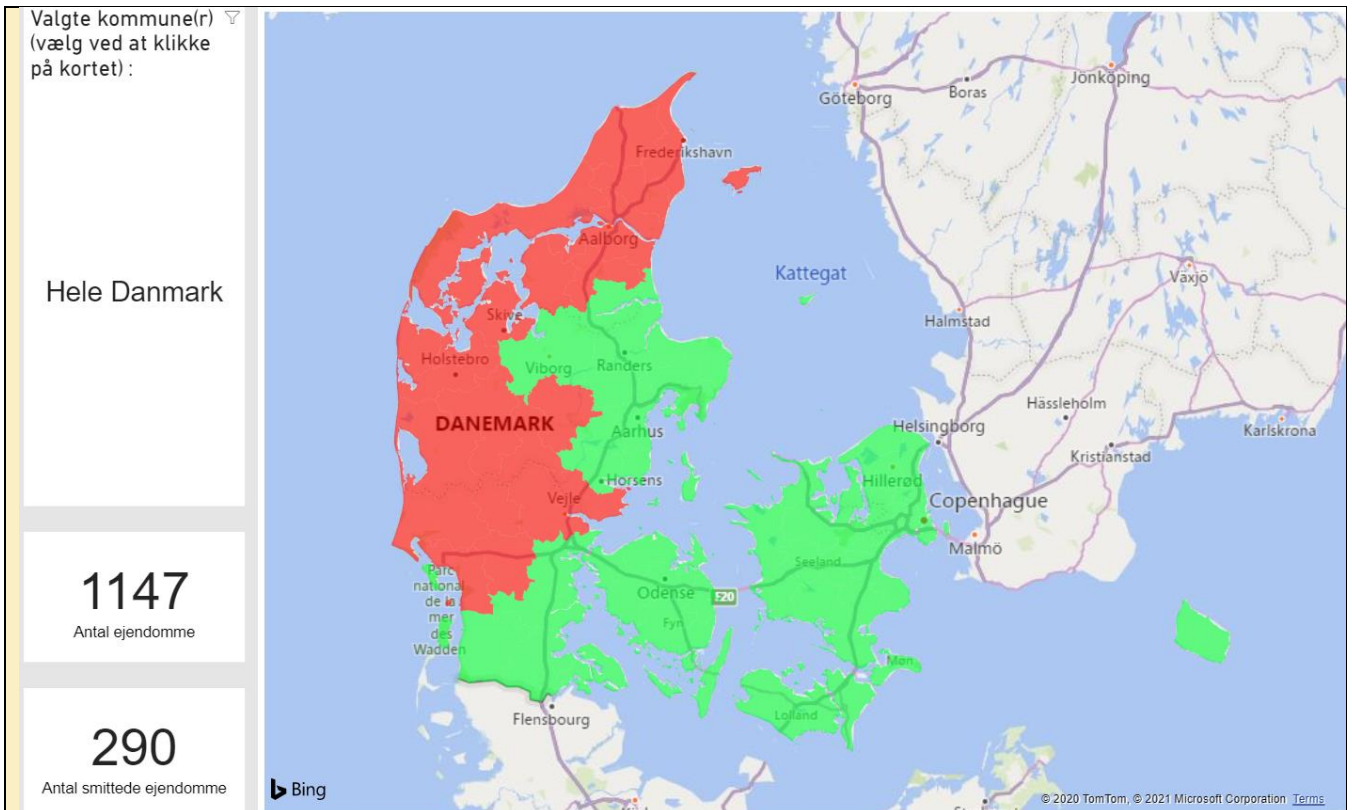 Valgte kommune(r)
(vælg ved at klikke
på kortet) :
Hele Danmark
1147
Antal ejendomme
290
Antal smittede ejendomme
Göteborg
Boras
Jönköping
Frederikshavn
Aalborg
Kattegat
Växjö
Halmstad
Skive
Holstebro
Viborg
Randers
DANEMARK
Aarhus
Hässleholm
Helsingborg
Karlskrona
Kristianstad
Horsens
Hillerød
Vejle
Copenhague
Malmö
Seeland
Parc
national
de la
mer
des
Wadden
Odense
E20
Fyn
Møn
Lolland
Flensbourg
Bing
© 2020 TomTom, © 2021 Microsoft Corporation Terms